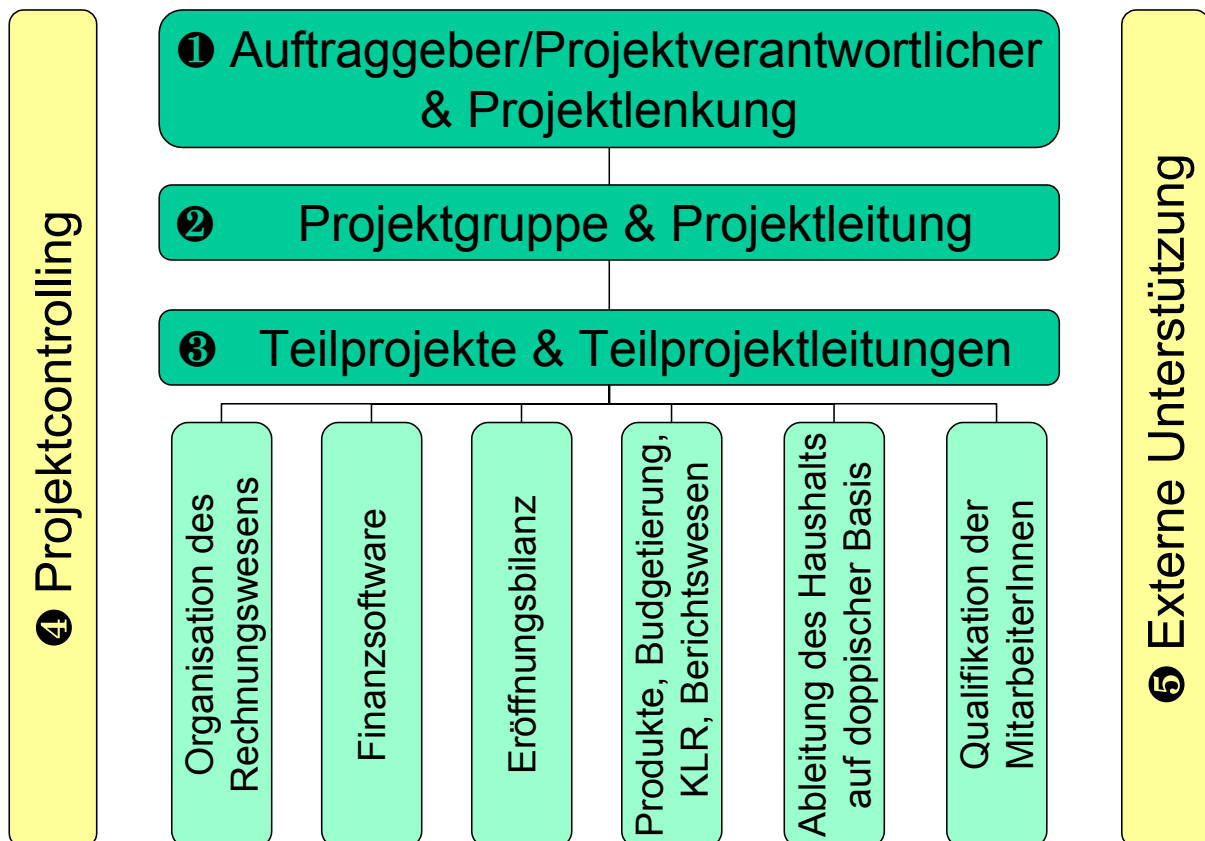 ❶ Auftraggeber/Projektverantwortlicher
& Projektlenkung
❷ Projektgruppe & Projektleitung
❸ Teilprojekte & Teilprojektleitungen
Organisation des
Rechnungswesens
Finanzsoftware
Eröffnungsbilanz
Produkte, Budgetierung,
KLR, Berichtswesen
Ableitung des Haushalts
auf doppischer Basis
Qualifikation der
MitarbeiterInnen
❹ Projektcontrolling
❺ Externe Unterstützung